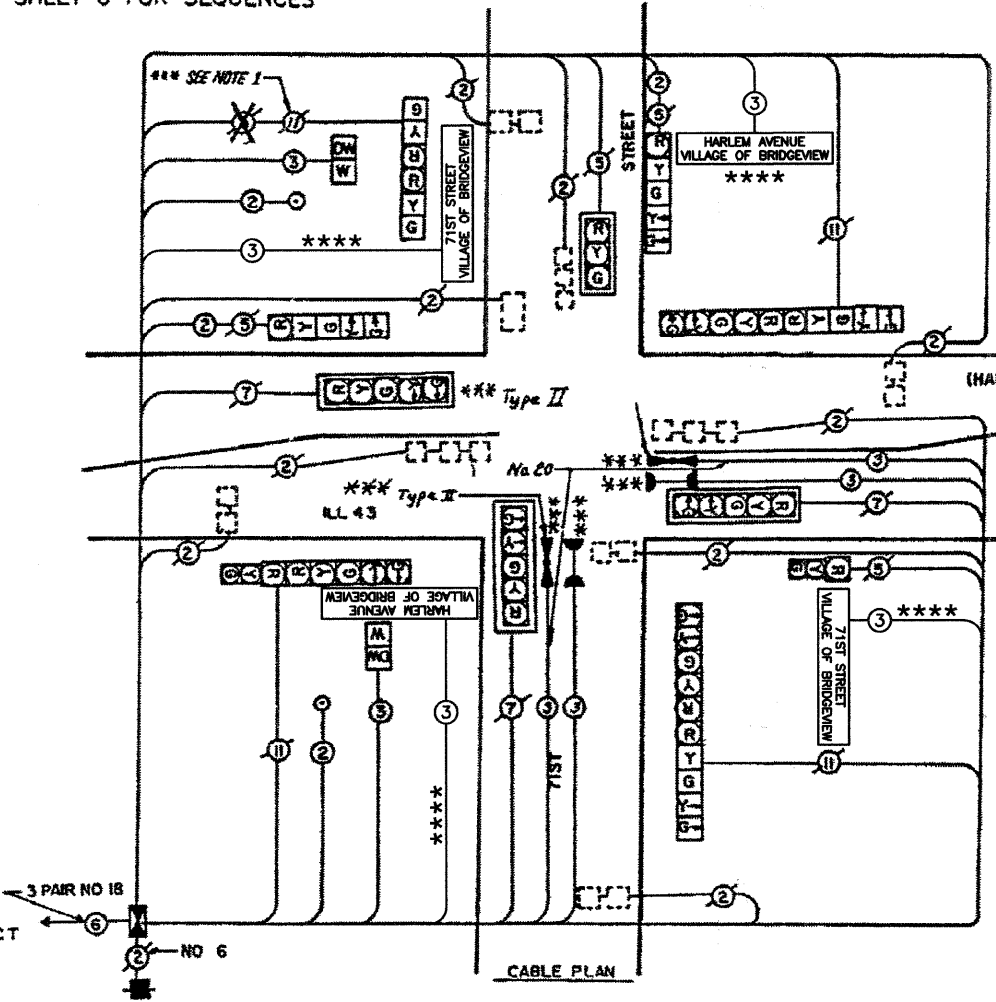 SHEET 6 FOR SEQUENCES
*** SEE NOTE 1
2
11
G
Y
R
R
Y
G
71ST STREET
VILLAGE OF BRIDGEVIEW
2
5
STREET
2
5
R
Y
G
3
HARLEM AVENUE
VILLAGE OF BRIDGEVIEW
****
3
DW
W
2
2
R
Y
G
11
3
****
2
2
5
R Y G
G Y G R R Y G
2
7
R Y G
*** Type II
(HA
2
2
No 20
***
3
***
3
***
Type II
ILL 43
***
***
R Y G
7
2
2
G Y R R Y G
HARLEM AVENUE
VILLAGE OF BRIDGEVIEW
G
Y
R
R Y G
5
3
****
71ST STREET
VILLAGE OF BRIDGEVIEW
W
DW
G
Y
R
R
Y
G
G
11
2
3
3
****
7
3
3
71ST
11
3 PAIR NO 18
6
CT
2
NO 6
2
CABLE PLAN